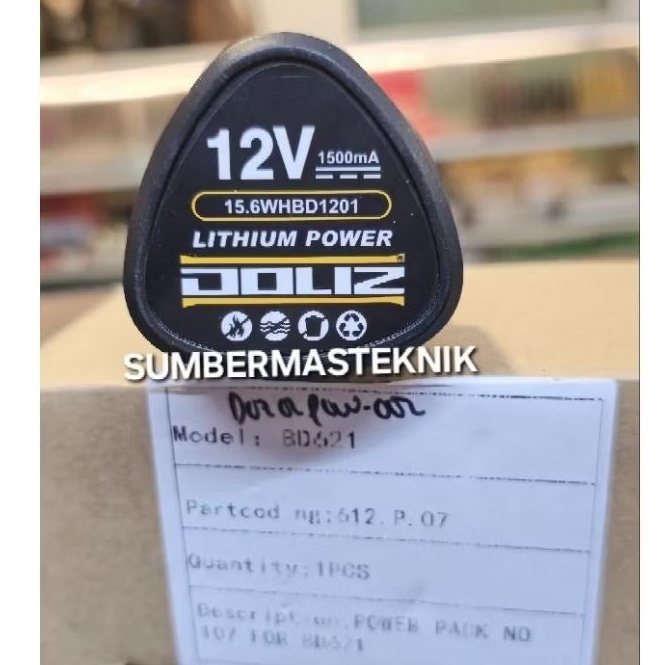 12V 1500mA
15.6WHBD1201
LITHIUM POWER
DOLIZ
SUMBERMASTEKNIK
Model: BD621
Partcod ng:612.P.07
Quantity:1PCS
Description:POWER PACK NO
107 FOR BD621